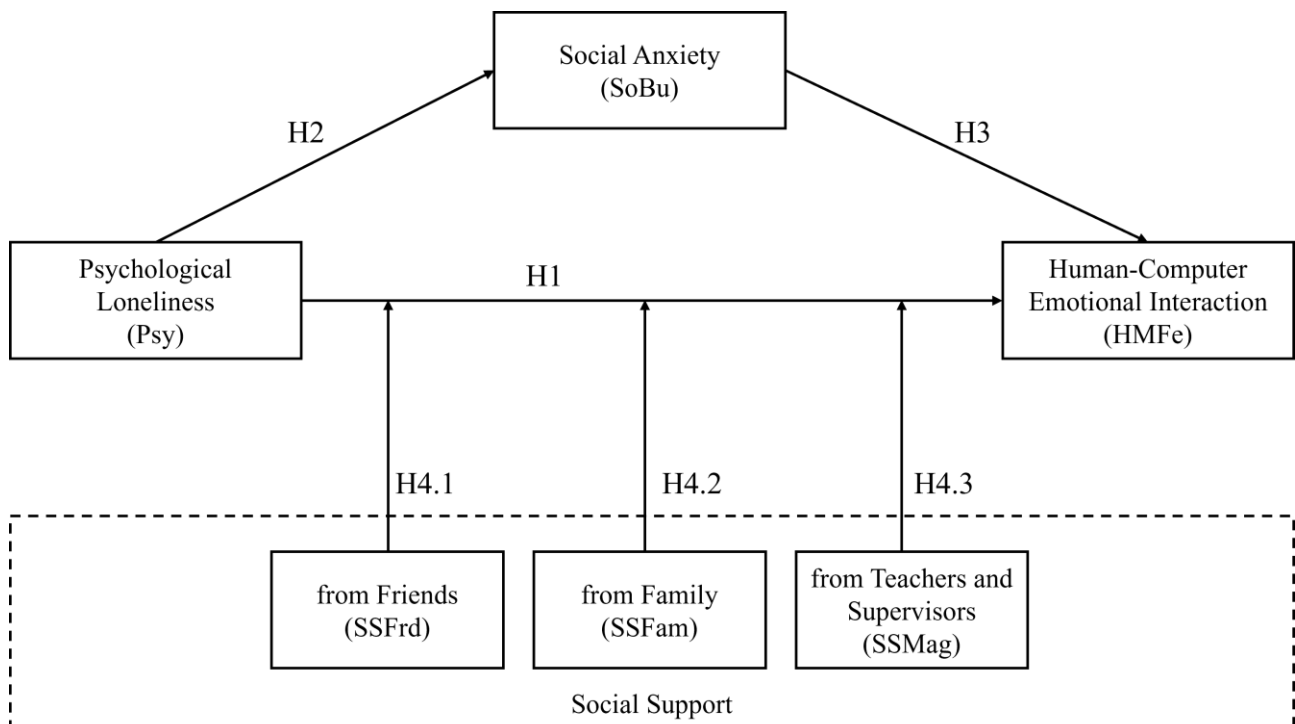 Social Anxiety
(SoBu)
H2
H3
Psychological
Loneliness
(Psy)
H1
Human-Computer
Emotional Interaction
(HMFe)
H4.1
H4.2
H4.3
from Friends
(SSFrd)
from Family
(SSFam)
from Teachers and
Supervisors
(SSMag)
Social Support